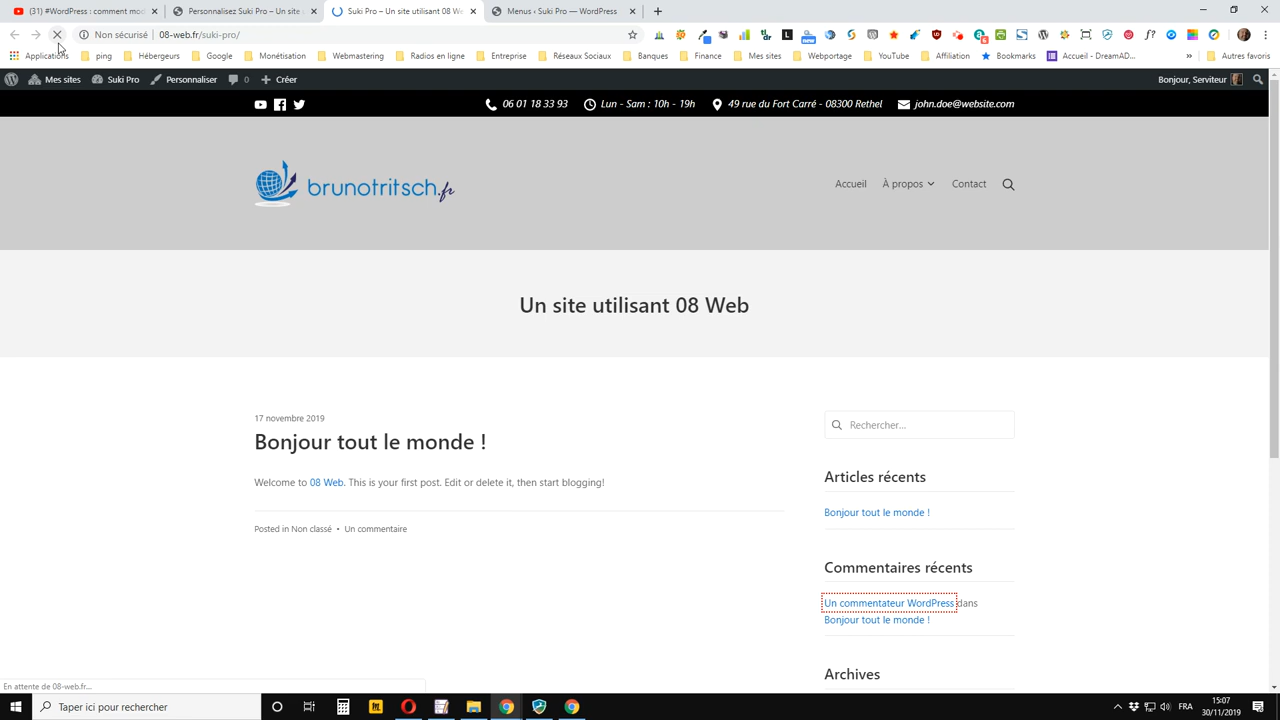 (31) #WordPress : comment mod
Personnalisez Suki Pro – Un site
Suki Pro – Un site utilisant 08 We
Menus ‹ Suki Pro — WordPress
Non sécurisé
08-web.fr/suki-pro/
Applications
ping
Hébergeurs
Google
Monétisation
Webmastering
Radios en ligne
Entreprise
Réseaux Sociaux
Banques
Finance
Mes sites
Webportage
YouTube
Affiliation
Bookmarks
Accueil - DreamAD...
»
Autres favoris
Mes sites
Suki Pro
Personnaliser
0
Créer
Bonjour, Serviteur
06 01 18 33 93
Lun - Sam : 10h - 19h
49 rue du Fort Carré - 08300 Rethel
john.doe@website.com
brunotritsch.fr
Accueil
À propos
Contact
Un site utilisant 08 Web
17 novembre 2019
Bonjour tout le monde !
Welcome to 08 Web. This is your first post. Edit or delete it, then start blogging!
Posted in Non classé • Un commentaire
Rechercher...
Articles récents
Bonjour tout le monde !
Commentaires récents
Un commentateur WordPress dans
Bonjour tout le monde !
Archives
En attente de 08-web.fr...
Taper ici pour rechercher
FRA
15:07
30/11/2019